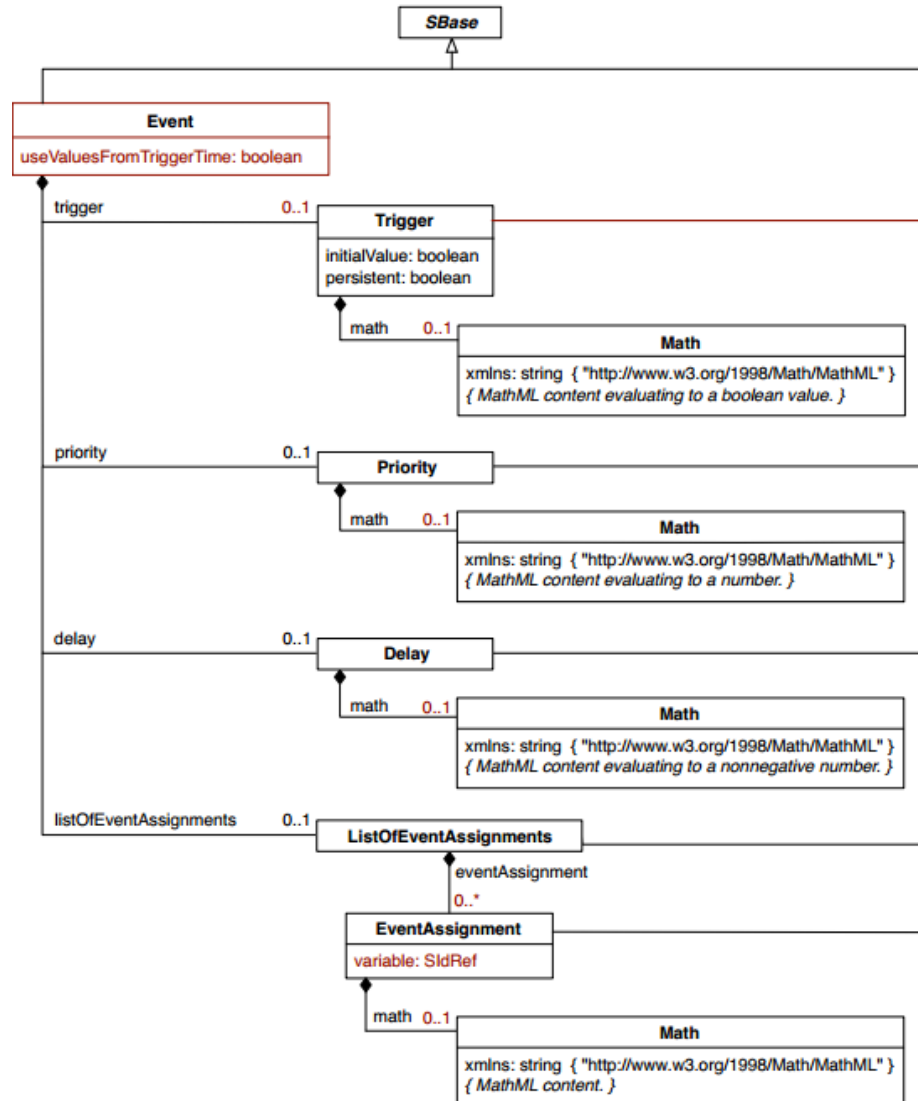 SBase
Event
useValuesFromTriggerTime: boolean
trigger 0..1
Trigger
initialValue: boolean
persistent: boolean
math 0..1
Math
xmlns: string { "http://www.w3.org/1998/Math/MathML" }
{ MathML content evaluating to a boolean value. }
priority 0..1
Priority
math 0..1
Math
xmlns: string { "http://www.w3.org/1998/Math/MathML" }
{ MathML content evaluating to a number. }
delay 0..1
Delay
math 0..1
Math
xmlns: string { "http://www.w3.org/1998/Math/MathML" }
{ MathML content evaluating to a nonnegative number. }
listOfEventAssignments 0..1
ListOfEventAssignments
eventAssignment
0..*
EventAssignment
variable: SIdRef
math 0..1
Math
xmlns: string { "http://www.w3.org/1998/Math/MathML" }
{ MathML content. }